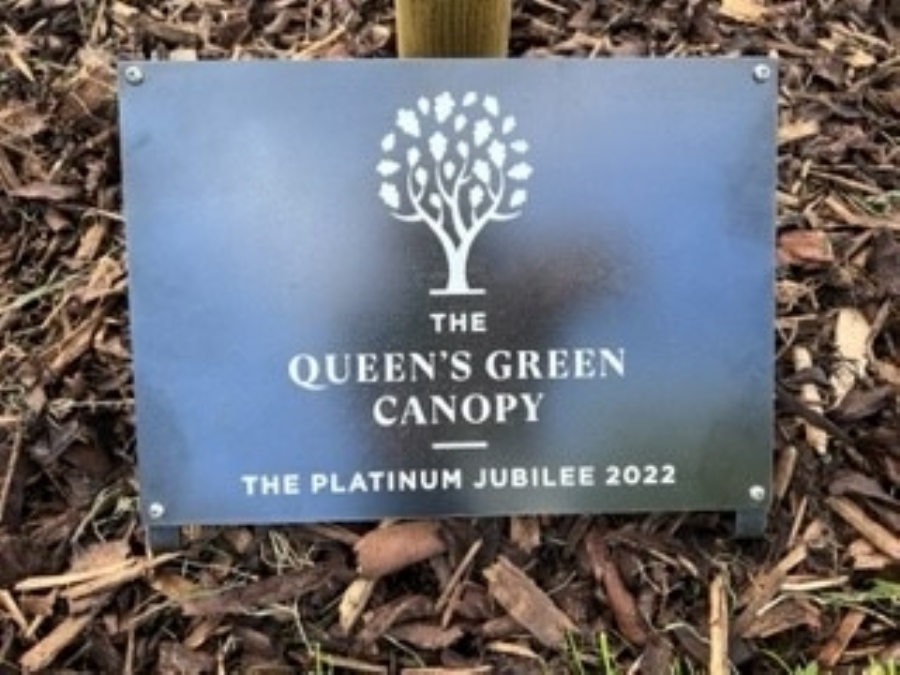 THE
QUEEN'S GREEN
CANOPY
THE PLATINUM JUBILEE 2022